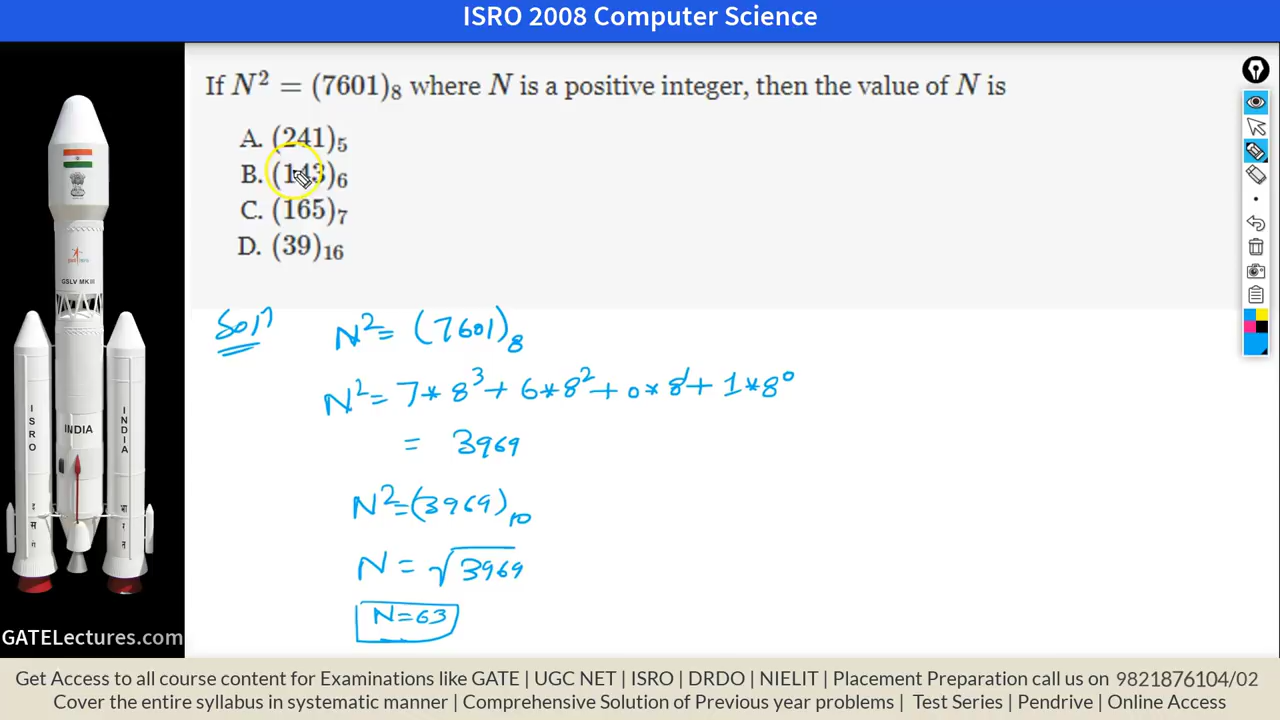 ISRO 2008 Computer Science
If N² = (7601)₈ where N is a positive integer, then the value of N is
A. (241)₅
B. (143)₆
C. (165)₇
D. (39)₁₆
Solⁿ
N² = (7601)₈
N² = 7*8³ + 6*8² + 0*8¹ + 1*8⁰
= 3969
N² = (3969)₁₀
N = √3969
N=63
GSLV MKIII
ISRO
INDIA
INDIA
GATELectures.com
Get Access to all course content for Examinations like GATE | UGC NET | ISRO | DRDO | NIELIT | Placement Preparation call us on 9821876104/02
Cover the entire syllabus in systematic manner | Comprehensive Solution of Previous year problems | Test Series | Pendrive | Online Access